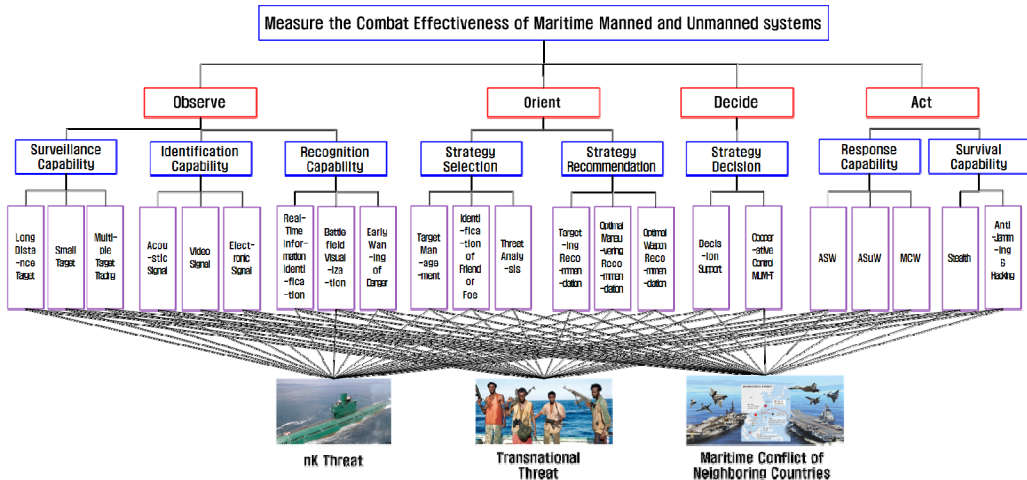 Measure the Combat Effectiveness of Maritime Manned and Unmanned systems
Observe
Orient
Decide
Act
Surveillance
Capability
Identification
Capability
Recognition
Capability
Strategy
Selection
Strategy
Recommendation
Strategy
Decision
Response
Capability
Survival
Capability
Long
Dista
-nce
Target
Small
Target
Multi-
ple Target
Acou
-stic
Signal
Video
Signal
Elect-
ronic
Signal
Real-
Time
Infor-
mation
Identi
-fica
-tion
Battle
field
Visual
-iza
-tion
Early
Wan
-ing of
Danger
Target
Man
-age
-ment
Identi
-fica
-tion
of
Friend
or
Foe
Threat
Analy
-sis
Target
-ing
Reco
-mmen
-dation
Optimal
Maneu
-vering
Reco
-mmen
-dation
Optimal
Weapon
Reco
-mmen
-dation
Decis
-ion
Support
Cooper
-ative
Control
MUM-T
ASW
ASuW
MCW
Stealth
Anti
-Jamm
-ing
&
Hacking
nK Threat
Transnational
Threat
Maritime Conflict of
Neighboring Countries